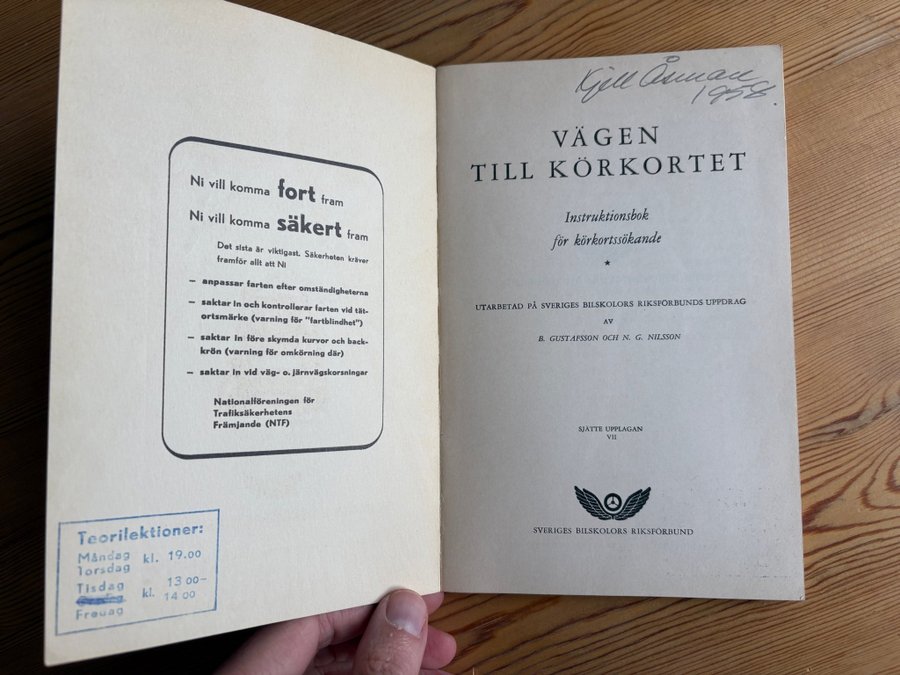 Ni vill komma fort fram
Ni vill komma säkert fram
Det sista är viktigast. Säkerheten kräver
framför allt att Ni
– anpassar farten efter omständigheterna
– saktar in och kontrollerar farten vid tät-
ortsmärke (varning för "fartblindhet")
– saktar in före skymda kurvor och back-
krön (varning för omkörning där)
– saktar in vid väg- o. järnvägskorsningar
Nationalföreningen för
Trafiksäkerhetens
Främjande (NTF)
Teorilektioner:
Måndag
Torsdag
kl. 19.00
Tisdag
Fredag
kl. 13 00–
14 00
Kjell Åsman
1958.
VÄGEN
TILL KÖRKORTET
Instruktionsbok
för körkortssökande
★
UTARBETAD PÅ SVERIGES BILSKOLORS RIKSFÖRBUNDS UPPDRAG
AV
B. GUSTAFSSON OCH N. G. NILSSON
SJÄTTE UPPLAGAN
VII
SVERIGES BILSKOLORS RIKSFÖRBUND